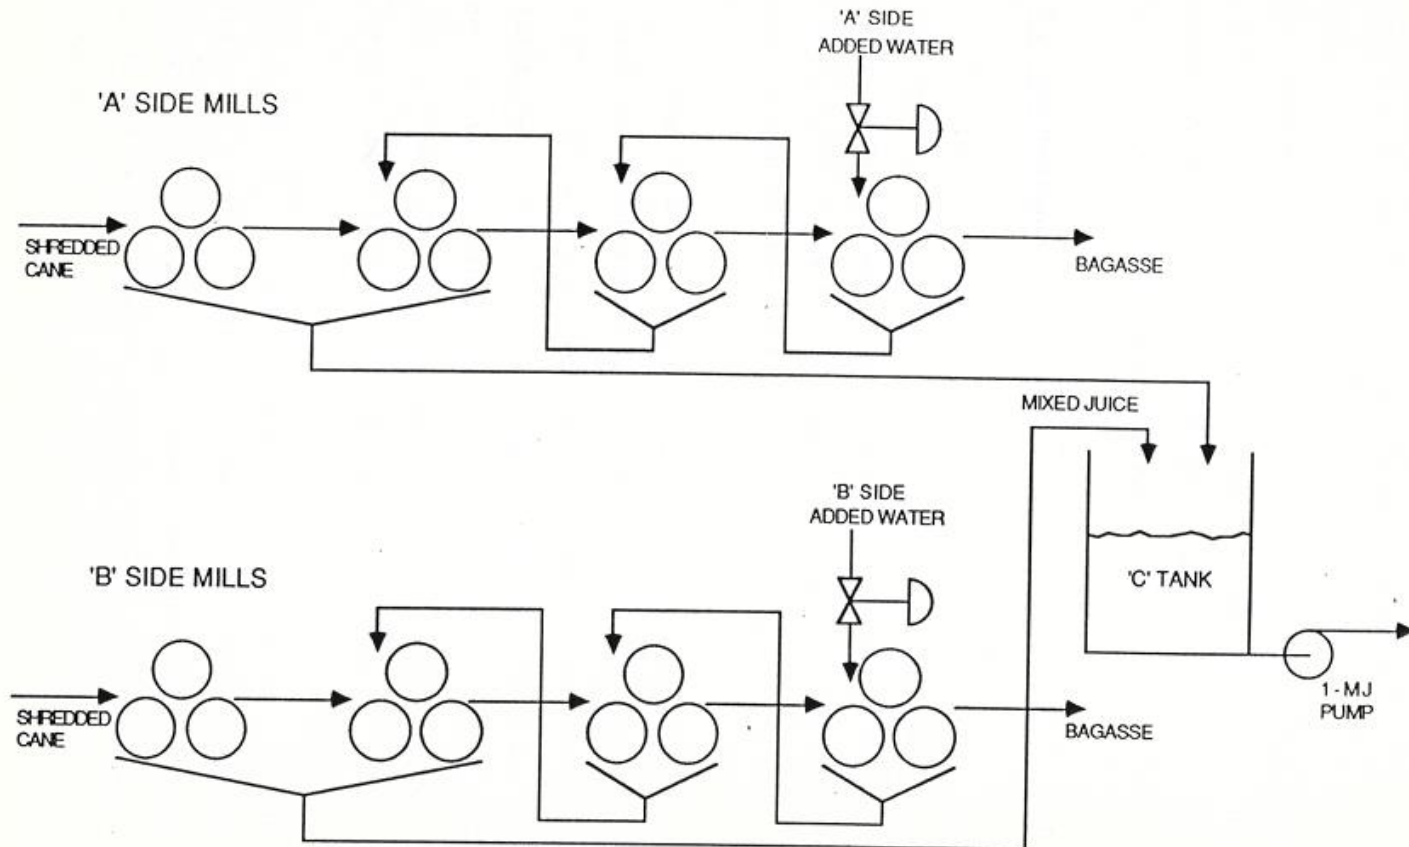 'A' SIDE
ADDED WATER
'A' SIDE MILLS
SHREDDED
CANE
BAGASSE
MIXED JUICE
'B' SIDE
ADDED WATER
'C' TANK
'B' SIDE MILLS
1 - MJ
PUMP
SHREDDED
CANE
BAGASSE